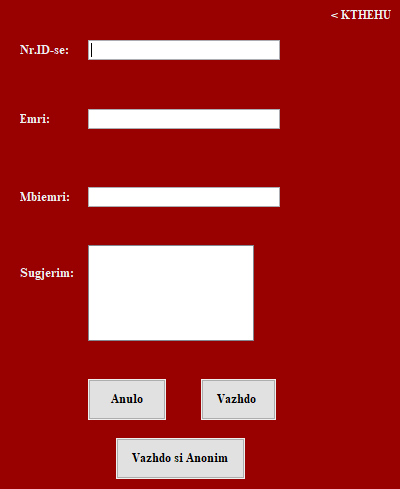 < KTHEHU
Nr.ID-se:
Emri:
Mbiemri:
Sugjerim:
Anulo
Vazhdo
Vazhdo si Anonim